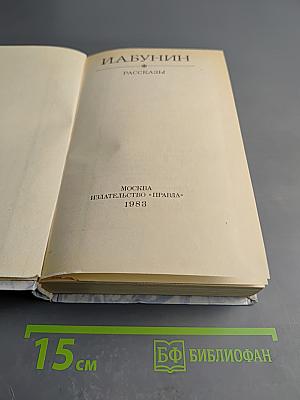 И.А.БУНИН
РАССКАЗЫ
МОСКВА
ИЗДАТЕЛЬСТВО «ПРАВДА»
1983
15 см
БФ БИБЛИОФАН